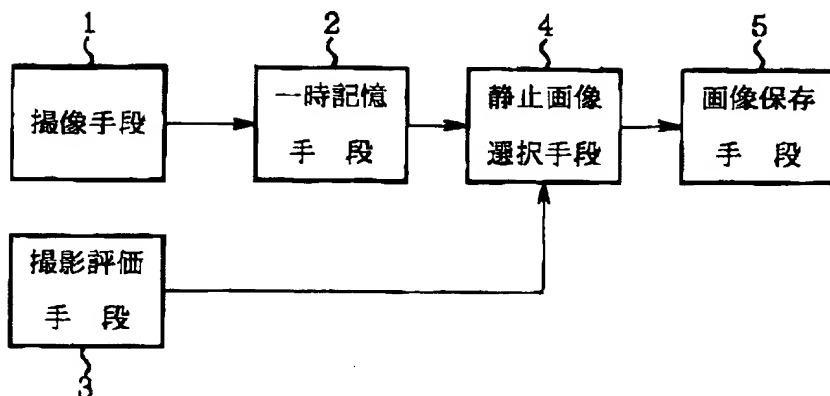 1
撮像手段
2
一時記憶
手 段
4
静止画像
選択手段
5
画像保存
手 段
撮影評価
手 段
3